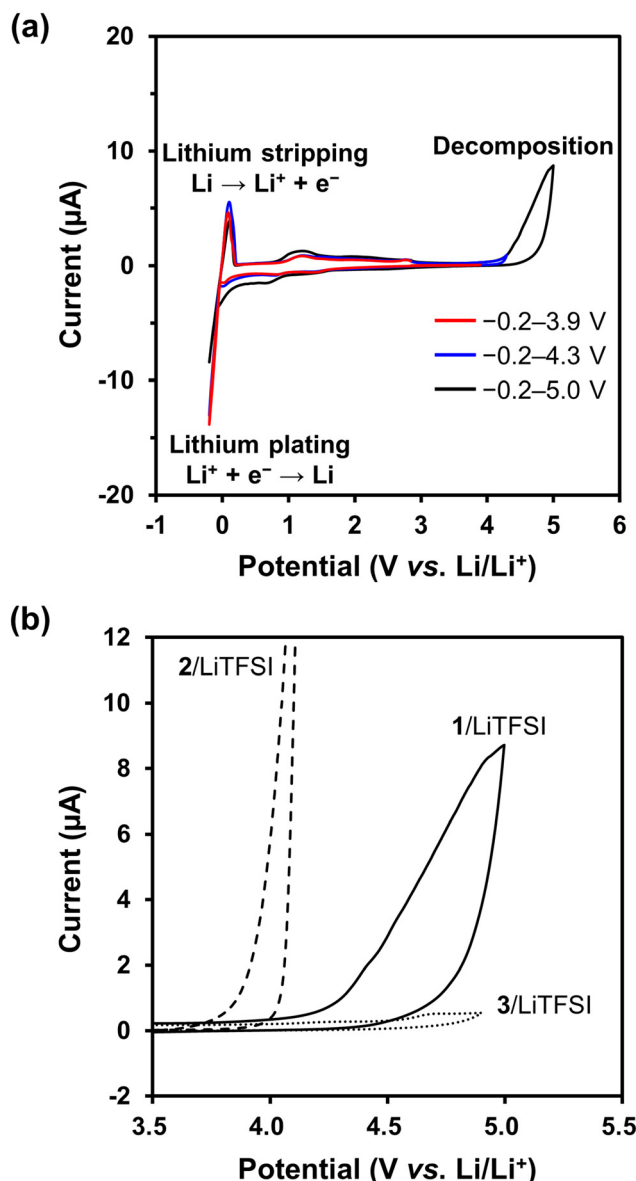 (a)
20
10
0
-10
-20
Current (µA)
Lithium stripping
Li → Li⁺ + e⁻
Decomposition
−0.2–3.9 V
−0.2–4.3 V
−0.2–5.0 V
Lithium plating
Li⁺ + e⁻ → Li
-1 0 1 2 3 4 5 6
Potential (V vs. Li/Li⁺)
(b)
12
10
8
6
4
2
0
-2
Current (µA)
2/LiTFSI
1/LiTFSI
3/LiTFSI
3.5 4.0 4.5 5.0 5.5
Potential (V vs. Li/Li⁺)